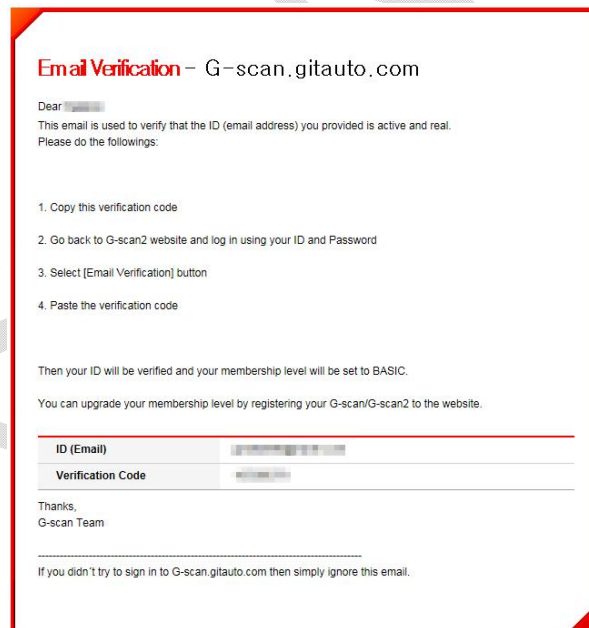 Email Verification - G-scan.gitauto.com
Dear
This email is used to verify that the ID (email address) you provided is active and real.
Please do the followings:
1. Copy this verification code
2. Go back to G-scan2 website and log in using your ID and Password
3. Select [Email Verification] button
4. Paste the verification code
Then your ID will be verified and your membership level will be set to BASIC.
You can upgrade your membership level by registering your G-scan/G-scan2 to the website.
ID (Email)
Verification Code
Thanks,
G-scan Team
If you didn't try to sign in to G-scan.gitauto.com then simply ignore this email.